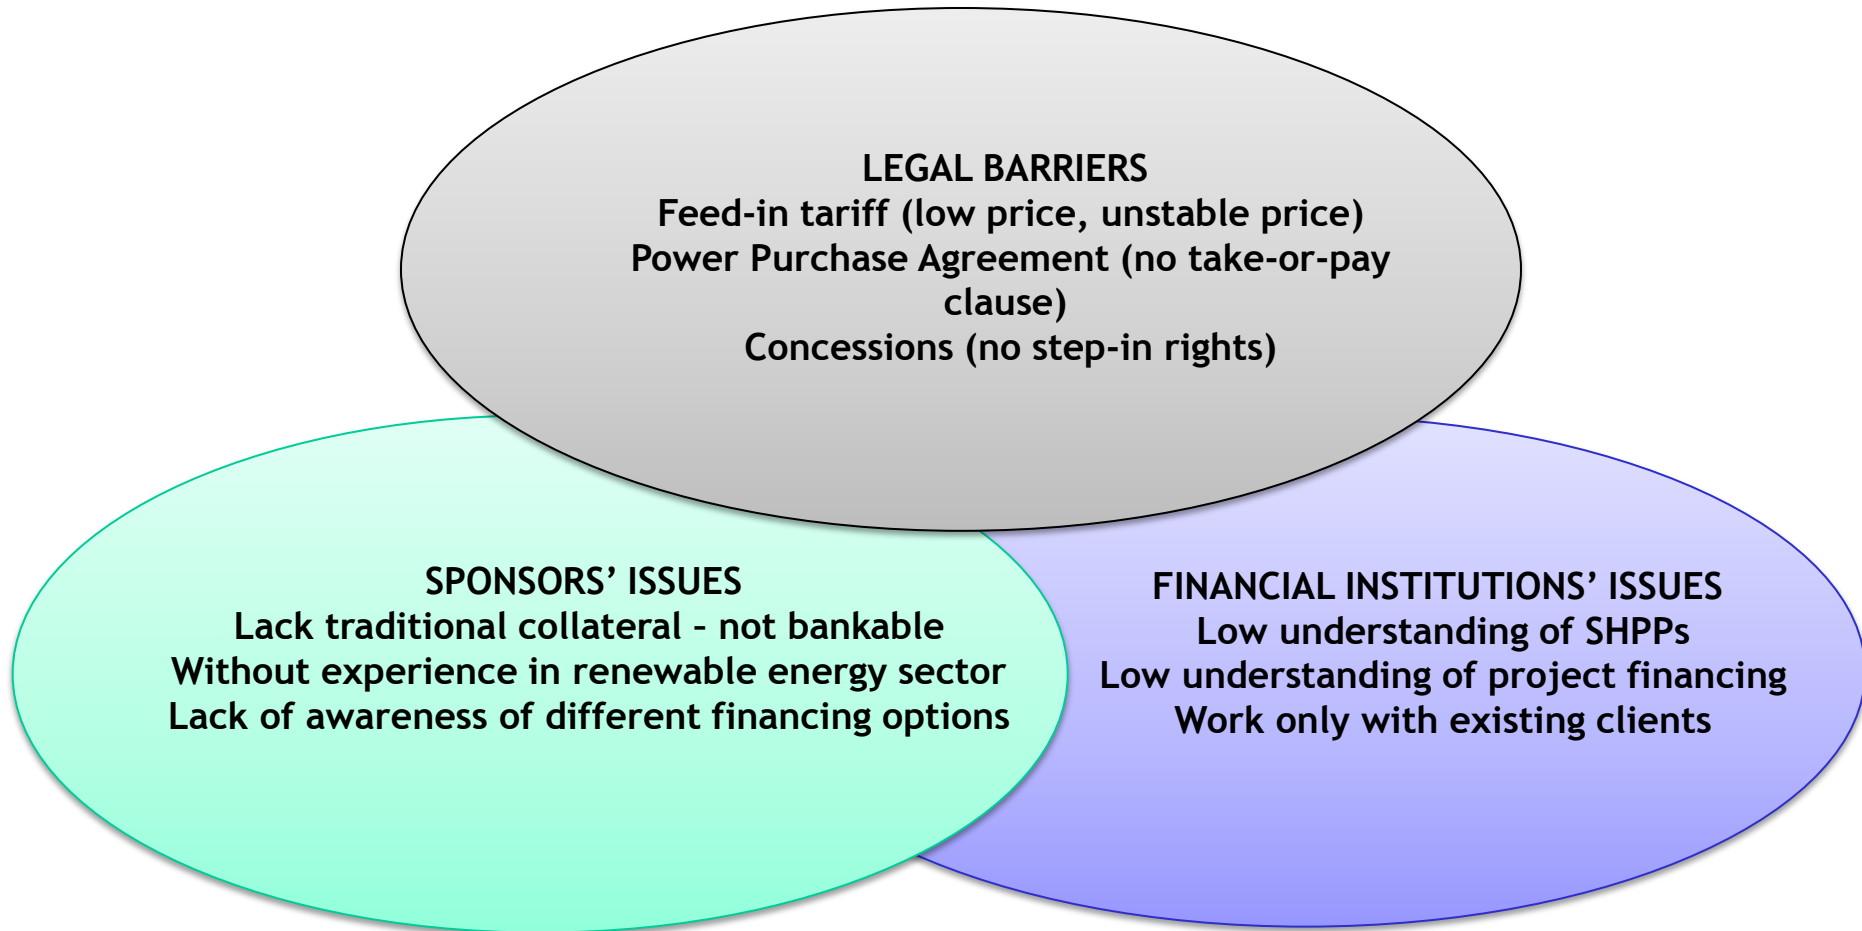 LEGAL BARRIERS
Feed-in tariff (low price, unstable price)
Power Purchase Agreement (no take-or-pay
clause)
Concessions (no step-in rights)
SPONSORS’ ISSUES
Lack traditional collateral – not bankable
Without experience in renewable energy sector
Lack of awareness of different financing options
FINANCIAL INSTITUTIONS’ ISSUES
Low understanding of SHPPs
Low understanding of project financing
Work only with existing clients